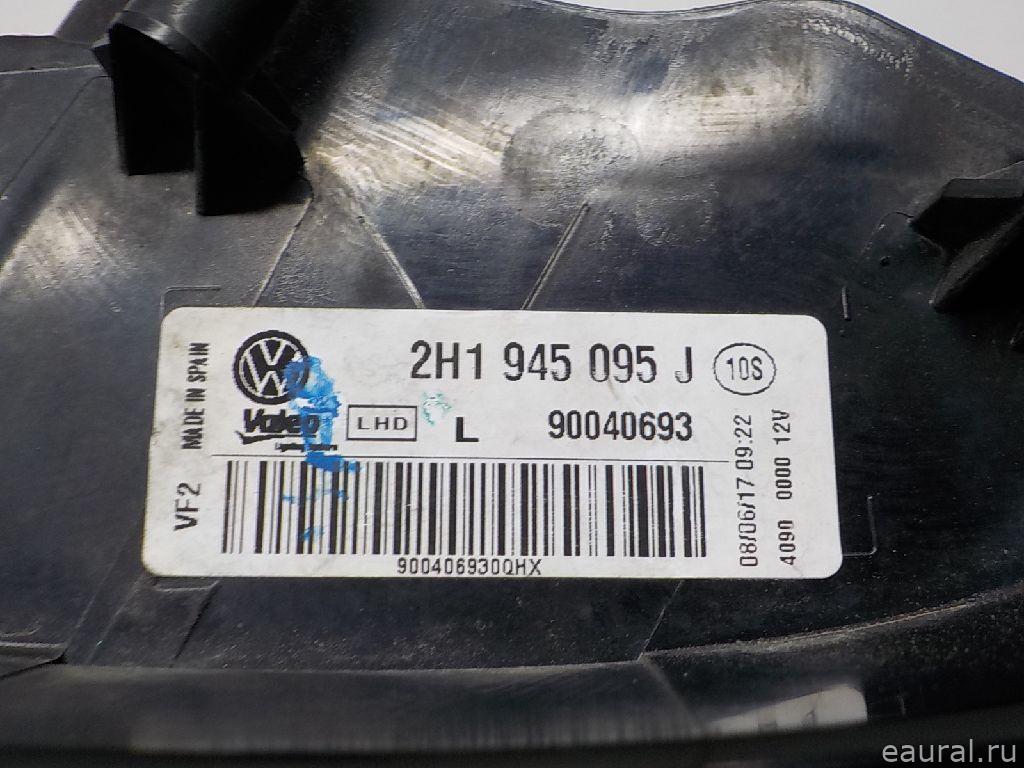 MADE IN SPAIN
VF2
VW
Valeo
LHD
2H1 945 095 J
10S
L
90040693
900406930QHX
08/06/17 09:22
4090 0000 12V
eaural.ru